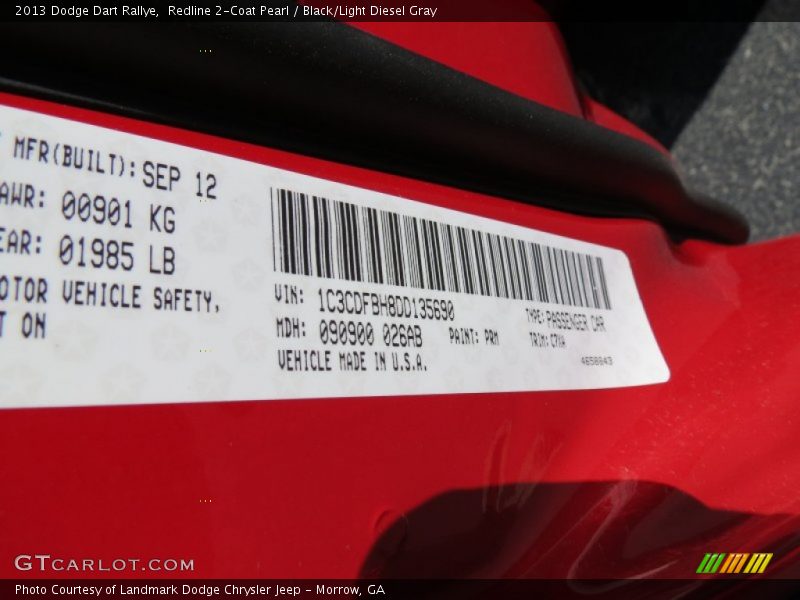 2013 Dodge Dart Rallye,  Redline 2-Coat Pearl / Black/Light Diesel Gray
MFR(BUILT): SEP 12
AWR: 00901 KG
EAR: 01985 LB
OTOR VEHICLE SAFETY,
T ON
VIN: 1C3CDFBH8DD135690
MDH: 090900 026AB
PAINT: PRM
VEHICLE MADE IN U.S.A.
TYPE: PASSENGER CAR
TRIM:
4650843
GTCARLOT.COM
Photo Courtesy of Landmark Dodge Chrysler Jeep - Morrow, GA